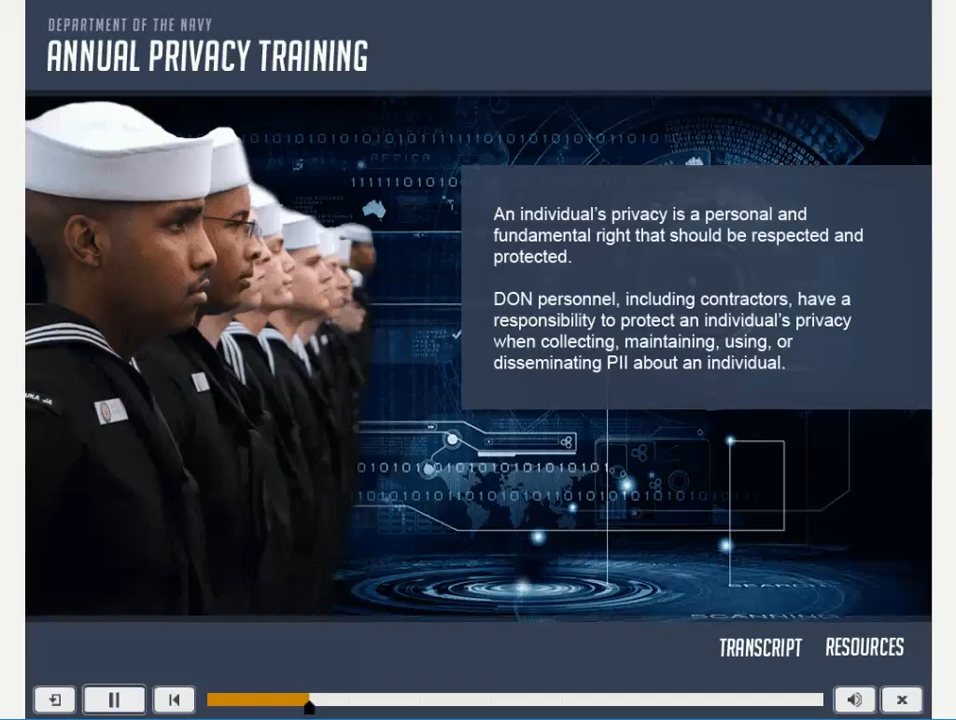 DEPARTMENT OF THE NAVY
ANNUAL PRIVACY TRAINING
An individual's privacy is a personal and
fundamental right that should be respected and
protected.
DON personnel, including contractors, have a
responsibility to protect an individual's privacy
when collecting, maintaining, using, or
disseminating PII about an individual.
SEARCH
SCANNING
TRANSCRIPT RESOURCES